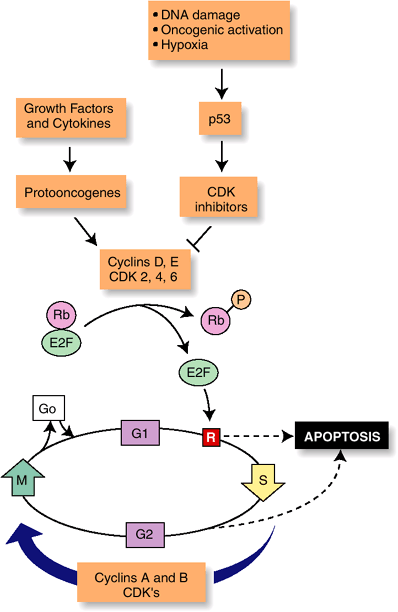 • DNA damage
• Oncogenic activation
• Hypoxia
Growth Factors
and Cytokines
p53
Protooncogenes
CDK
inhibitors
Cyclins D, E
CDK 2, 4, 6
Rb
E2F
Rb
P
E2F
Go
G1
R
APOPTOSIS
M
S
G2
Cyclins A and B
CDK's